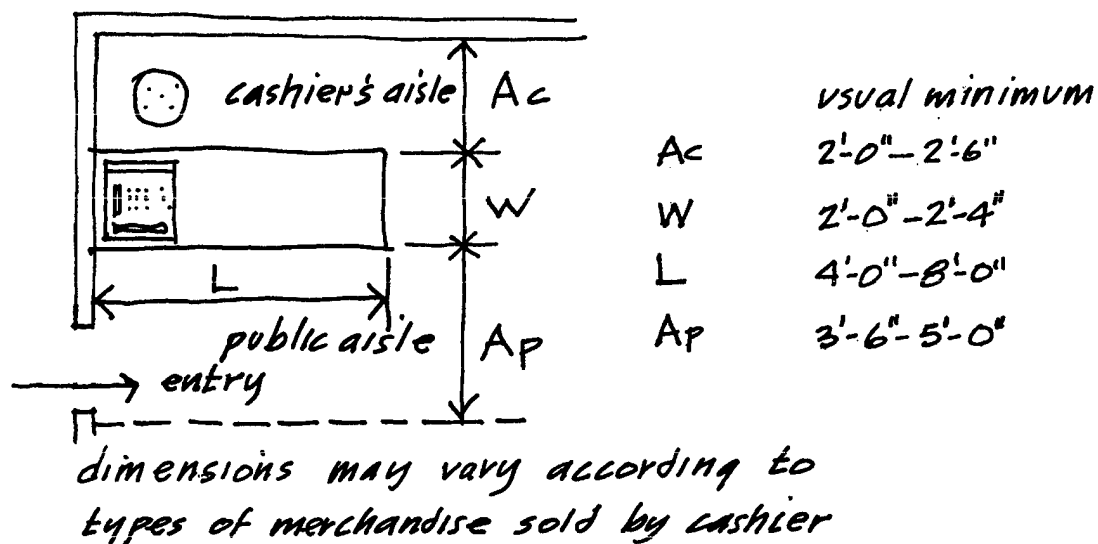 cashier's aisle
Ac
W
L
public aisle
Ap
entry
usual minimum
Ac 2'-0"-2'-6"
W 2'-0"-2'-4"
L 4'-0"-8'-0"
Ap 3'-6"-5'-0"
dimensions may vary according to
types of merchandise sold by cashier